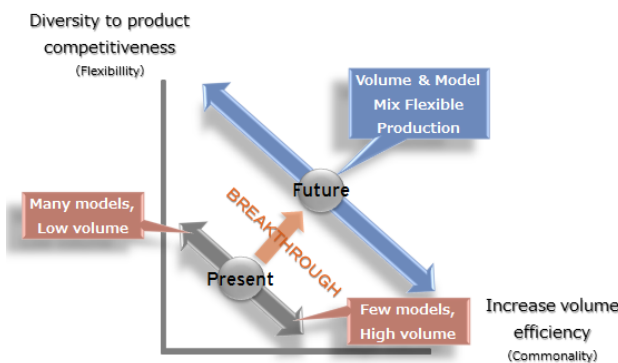 Diversity to product
competitiveness
(Flexibillity)
Volume & Model
Mix Flexible
Production
Future
Many models,
Low volume
BREAKTHROUGH
Present
Few models,
High volume
Increase volume
efficiency
(Commonality)